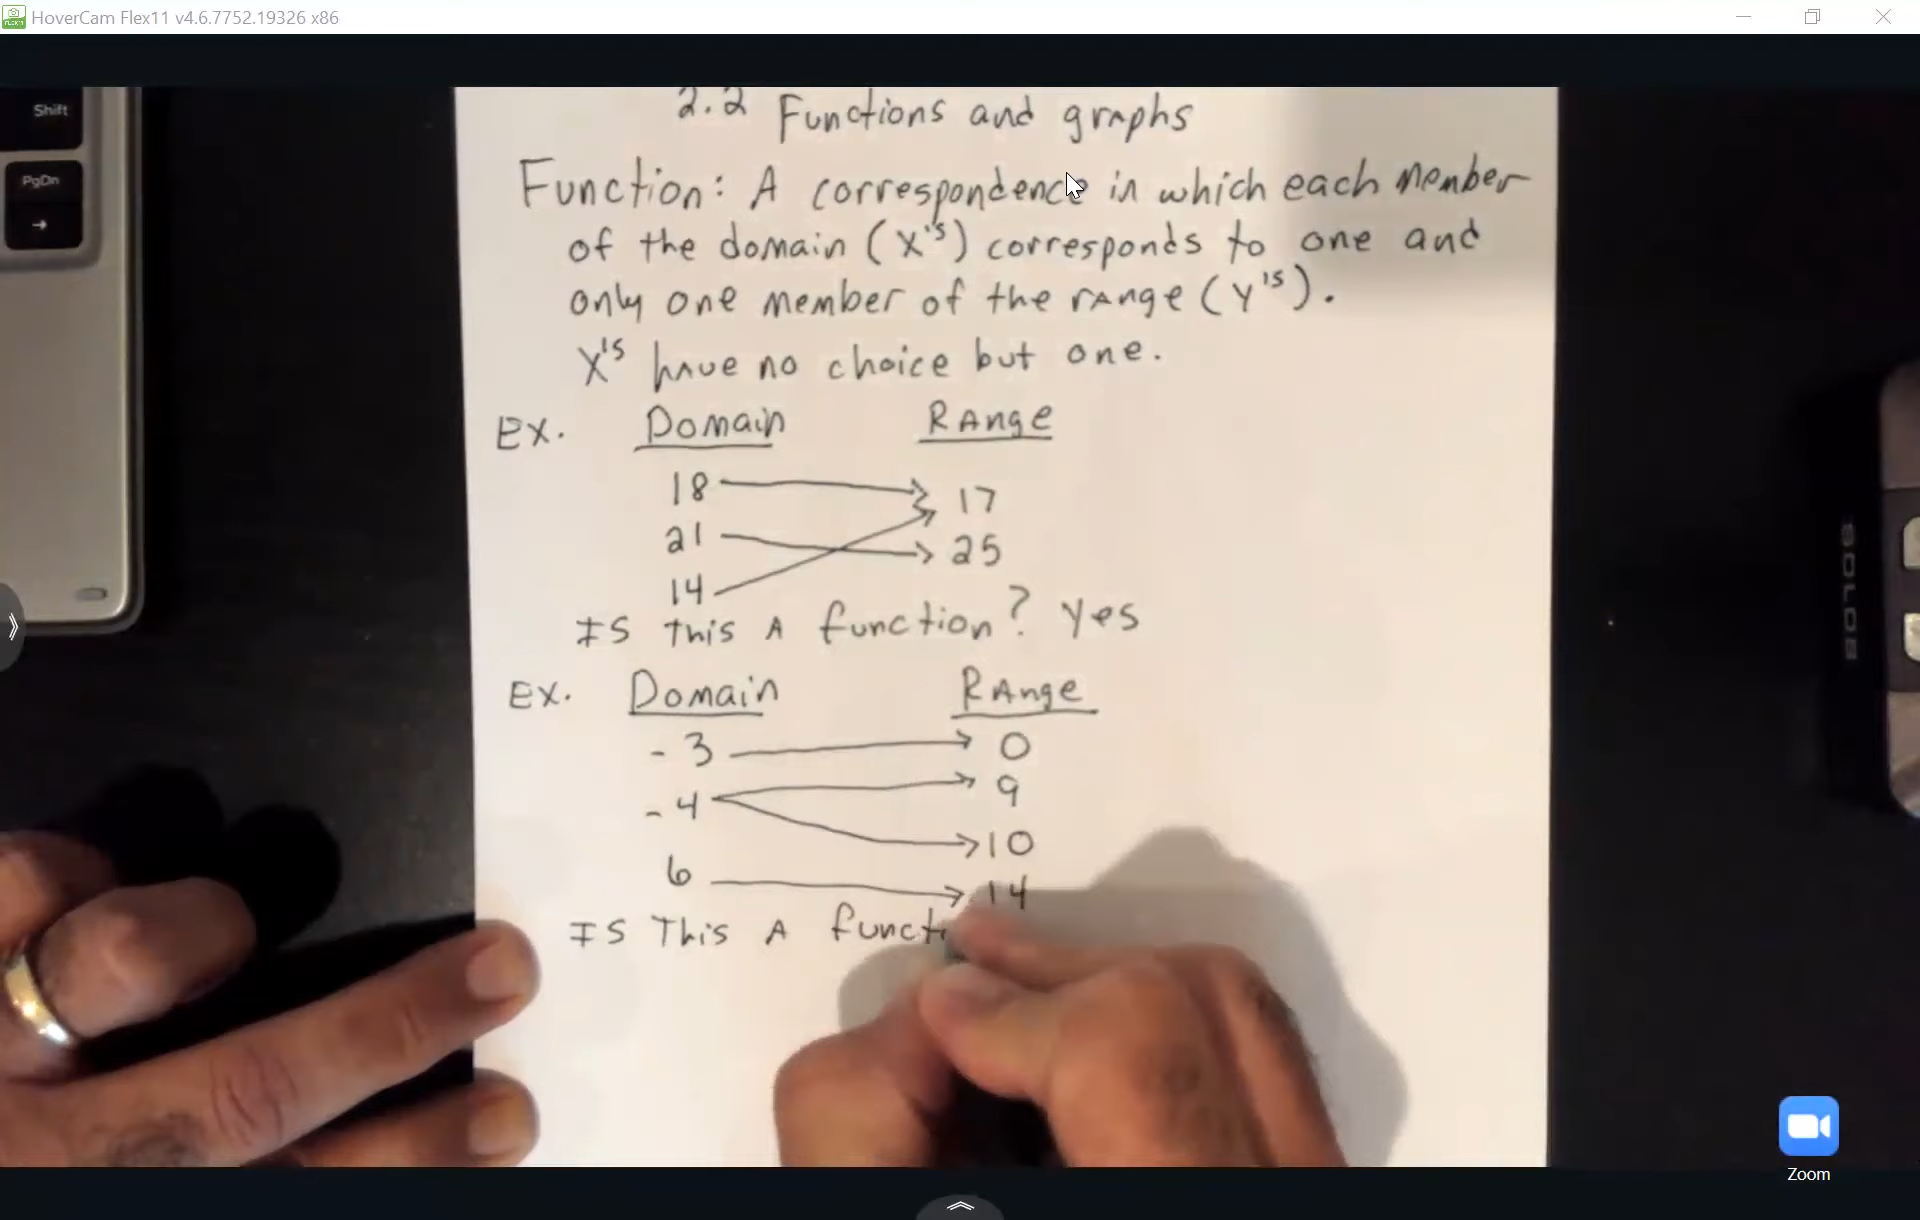 HoverCam Flex11 v4.6.7752.19326 x86
Shift
PgDn
2.2 Functions and graphs
Function: A correspondence in which each member
of the domain (X's) corresponds to one and
only one member of the range (Y's).
X's have no choice but one.
EX. Domain Range
18 17
21 25
14
IS This A function? Yes
EX. Domain Range
-3 0
-4 9
10
6 14
IS This A functi
Zoom